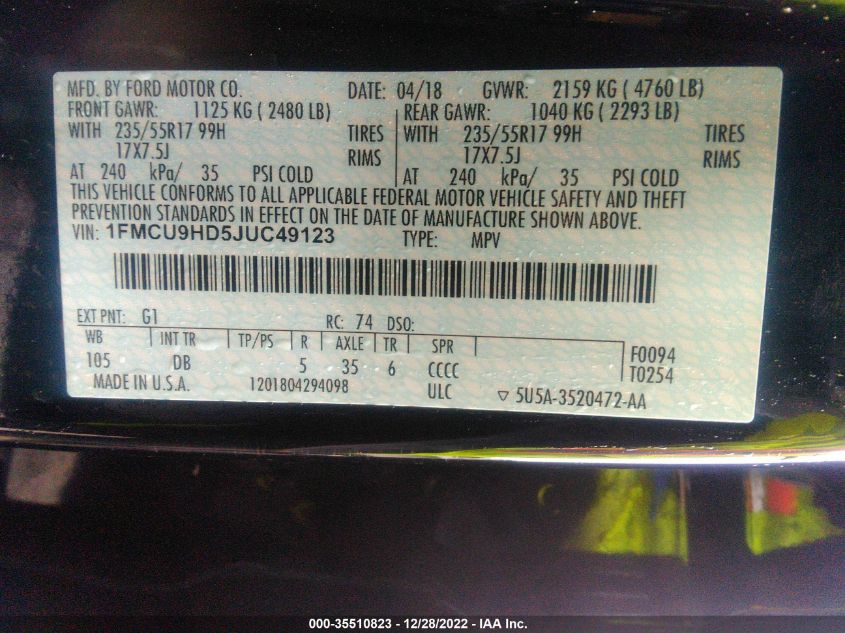 MFD. BY FORD MOTOR CO. DATE: 04/18 GVWR: 2159 KG ( 4760 LB)
FRONT GAWR: 1125 KG ( 2480 LB) REAR GAWR: 1040 KG ( 2293 LB)
WITH 235/55R17 99H TIRES WITH 235/55R17 99H TIRES
17X7.5J RIMS 17X7.5J RIMS
AT 240 kPa/ 35 PSI COLD AT 240 kPa/ 35 PSI COLD
THIS VEHICLE CONFORMS TO ALL APPLICABLE FEDERAL MOTOR VEHICLE SAFETY AND THEFT
PREVENTION STANDARDS IN EFFECT ON THE DATE OF MANUFACTURE SHOWN ABOVE.
VIN: 1FMCU9HD5JUC49123 TYPE: MPV
EXT PNT: G1 RC: 74 DSO:
WB INT TR TP/PS R AXLE TR SPR F0094
105 DB 5 35 6 CCCC T0254
MADE IN U.S.A. 1201804294098 ULC ▽ 5U5A-3520472-AA
000-35510823 - 12/28/2022 - IAA Inc.